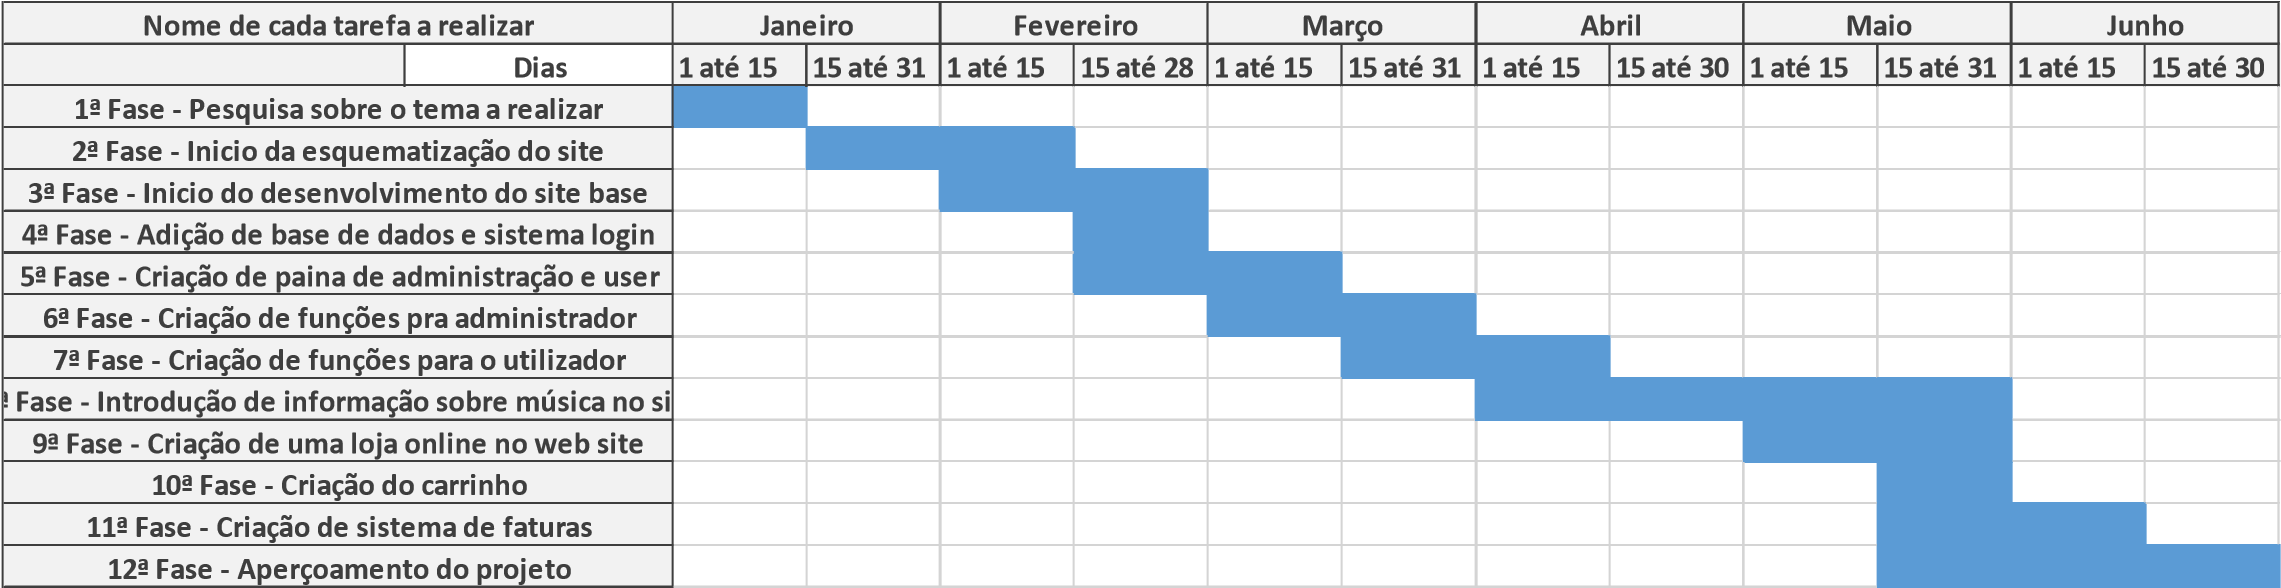 Nome de cada tarefa a realizar Janeiro Fevereiro Março Abril Maio Junho
Dias 1 até 15 15 até 31 1 até 15 15 até 28 1 até 15 15 até 31 1 até 15 15 até 30 1 até 15 15 até 31 1 até 15 15 até 30
1ª Fase - Pesquisa sobre o tema a realizar
2ª Fase - Inicio da esquematização do site
3ª Fase - Inicio do desenvolvimento do site base
4ª Fase - Adição de base de dados e sistema login
5ª Fase - Criação de paina de administração e user
6ª Fase - Criação de funções pra administrador
7ª Fase - Criação de funções para o utilizador
ª Fase - Introdução de informação sobre música no si
9ª Fase - Criação de uma loja online no web site
10ª Fase - Criação do carrinho
11ª Fase - Criação de sistema de faturas
12ª Fase - Aperçoamento do projeto